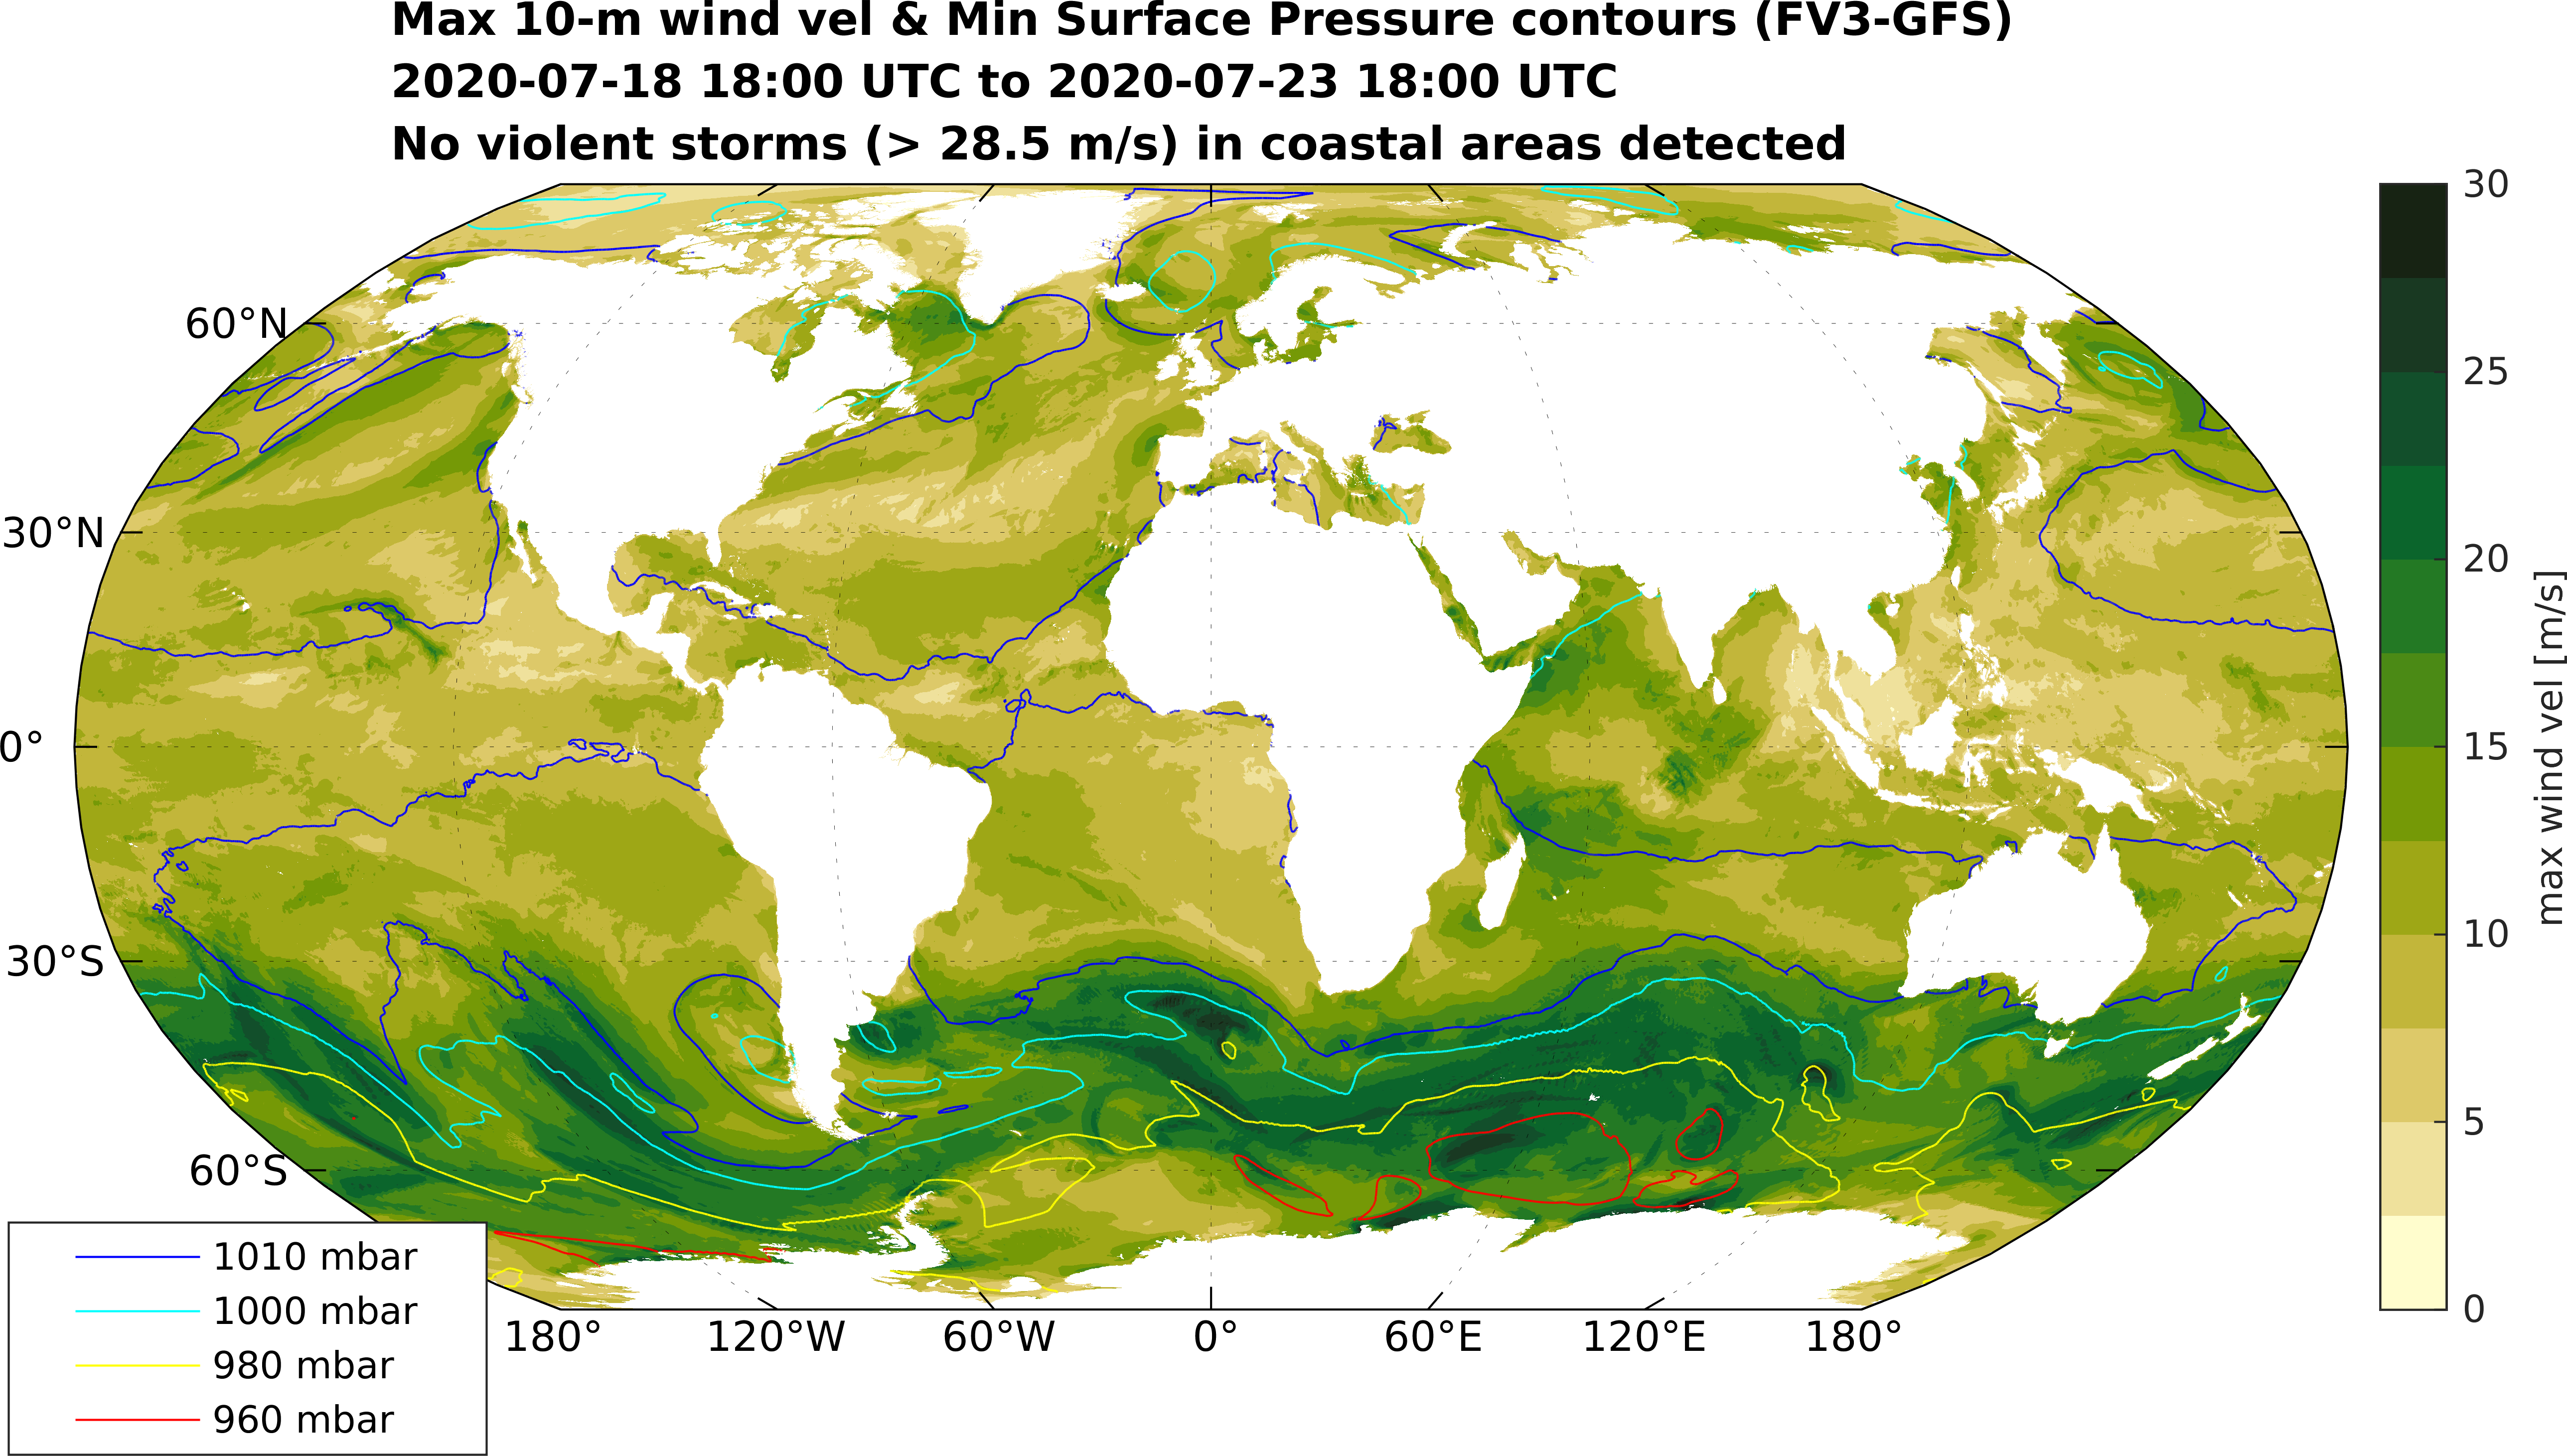 Max 10-m wind vel & Min Surface Pressure contours (FV3-GFS)
2020-07-18 18:00 UTC to 2020-07-23 18:00 UTC
No violent storms (> 28.5 m/s) in coastal areas detected
60°N
30°N
0°
30°S
60°S
180°
120°W
60°W
0°
60°E
120°E
180°
1010 mbar
1000 mbar
980 mbar
960 mbar
30
25
20
15
10
5
0
max wind vel [m/s]